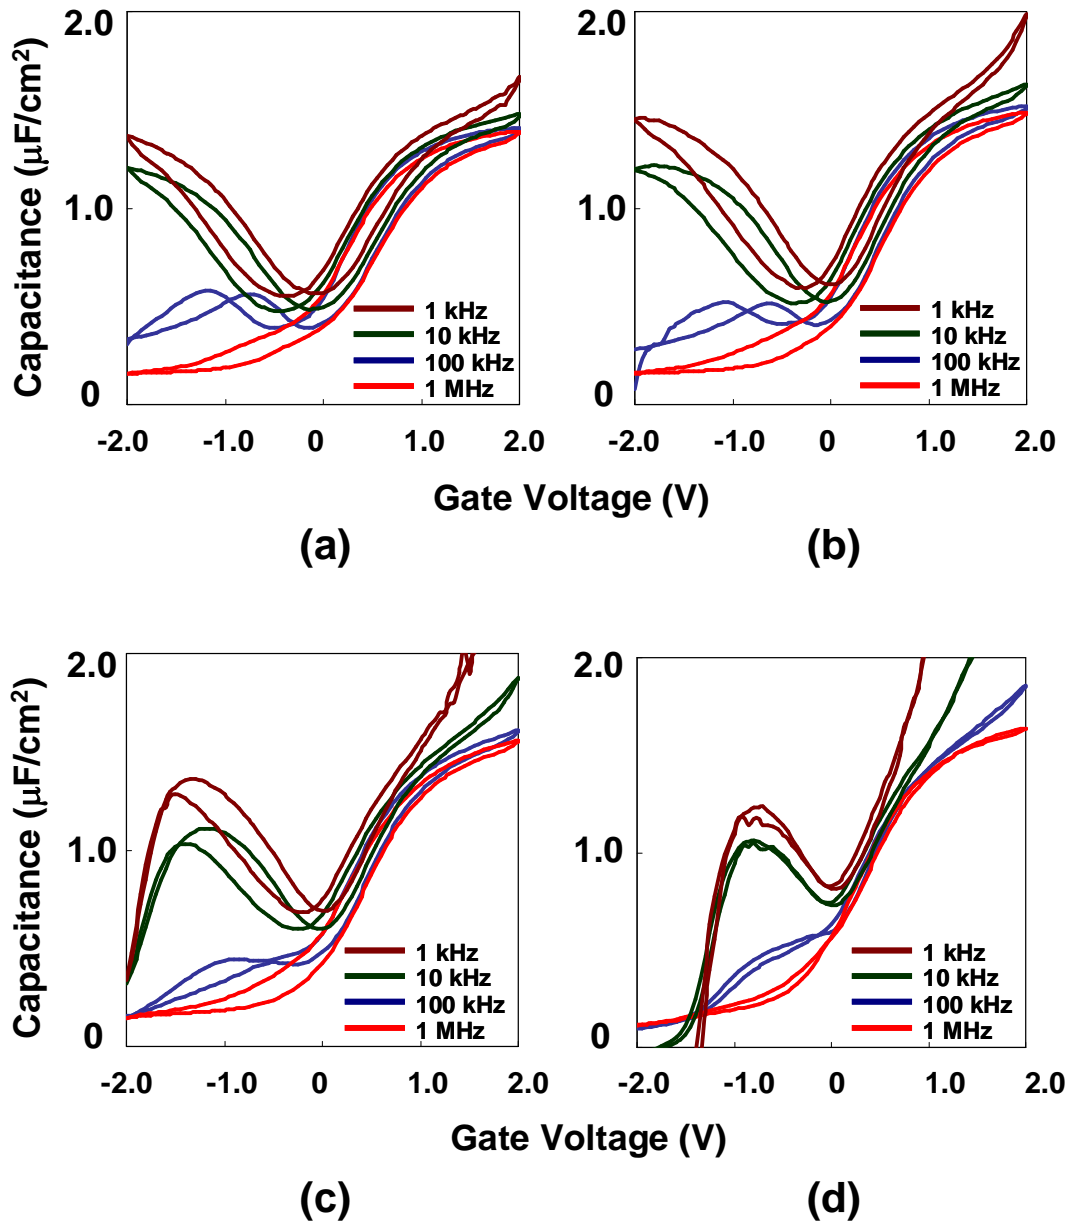 Capacitance (μF/cm2)
2.0
1.0
0
1 kHz
10 kHz
100 kHz
1 MHz
-2.0 -1.0 0 1.0 2.0
2.0
1.0
0
1 kHz
10 kHz
100 kHz
1 MHz
-2.0 -1.0 0 1.0 2.0
Gate Voltage (V)
(a) (b)
Capacitance (μF/cm2)
2.0
1.0
0
1 kHz
10 kHz
100 kHz
1 MHz
-2.0 -1.0 0 1.0 2.0
2.0
1.0
0
1 kHz
10 kHz
100 kHz
1 MHz
-2.0 -1.0 0 1.0 2.0
Gate Voltage (V)
(c) (d)